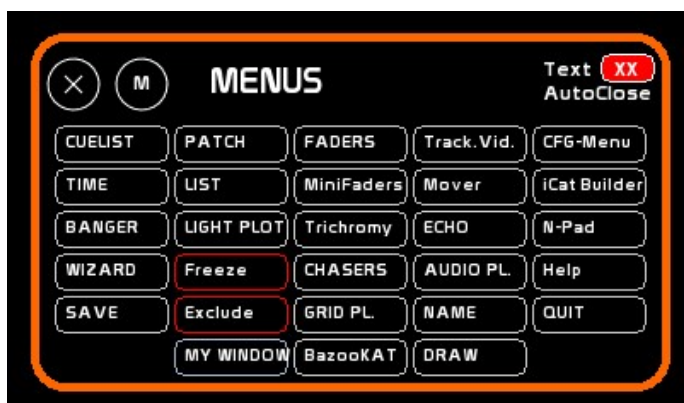 X M MENUS Text XX
AutoClose
CUELIST PATCH FADERS Track.Vid. CFG-Menu
TIME LIST MiniFaders Mover iCat Builder
BANGER LIGHT PLOT Trichromy ECHO N-Pad
WIZARD Freeze CHASERS AUDIO PL. Help
SAVE Exclude GRID PL. NAME QUIT
MY WINDOW BazooKAT DRAW